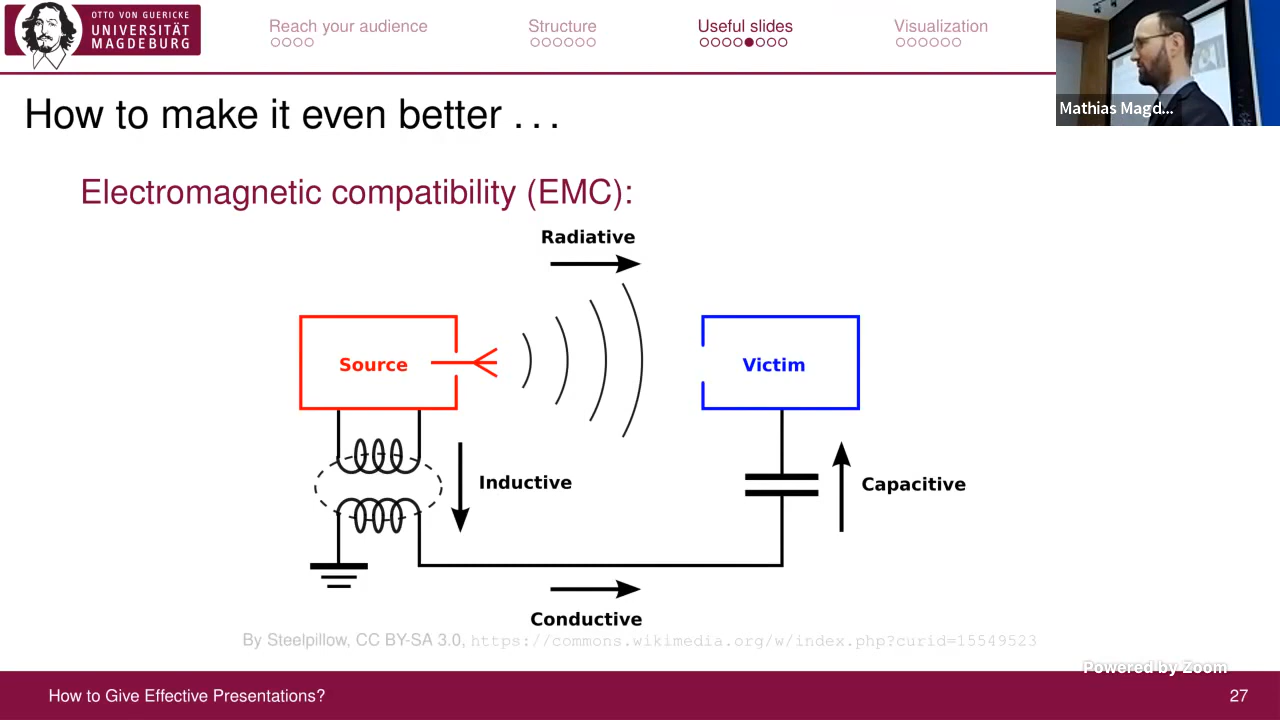 OTTO VON GUERICKE
UNIVERSITÄT
MAGDEBURG
Reach your audience
Structure
Useful slides
Visualization
Mathias Magd...
How to make it even better . . .
Electromagnetic compatibility (EMC):
Radiative
Source
Victim
Inductive
Capacitive
Conductive
By Steelpillow, CC BY-SA 3.0, https://commons.wikimedia.org/w/index.php?curid=15549523
Powered by Zoom
How to Give Effective Presentations?
27